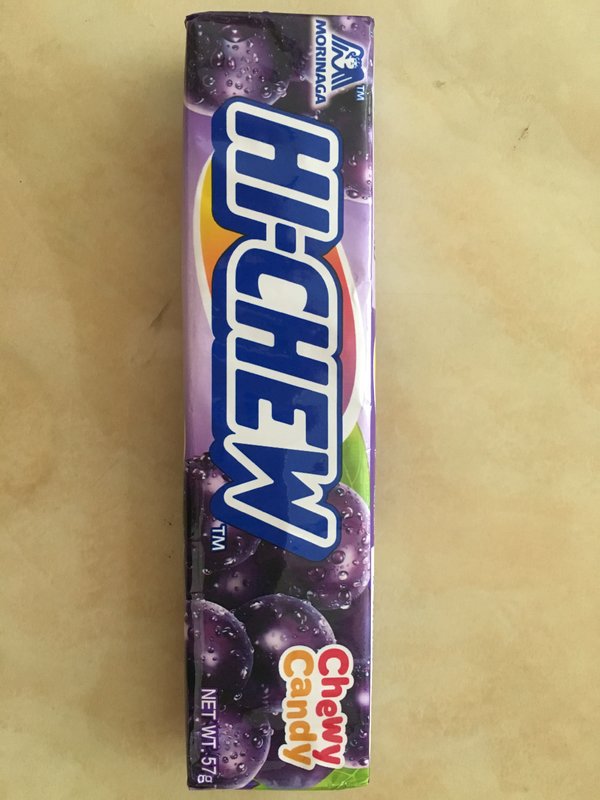 MORINAGA TM
HI-CHEW TM
Chewy
Candy
NET WT. 57g